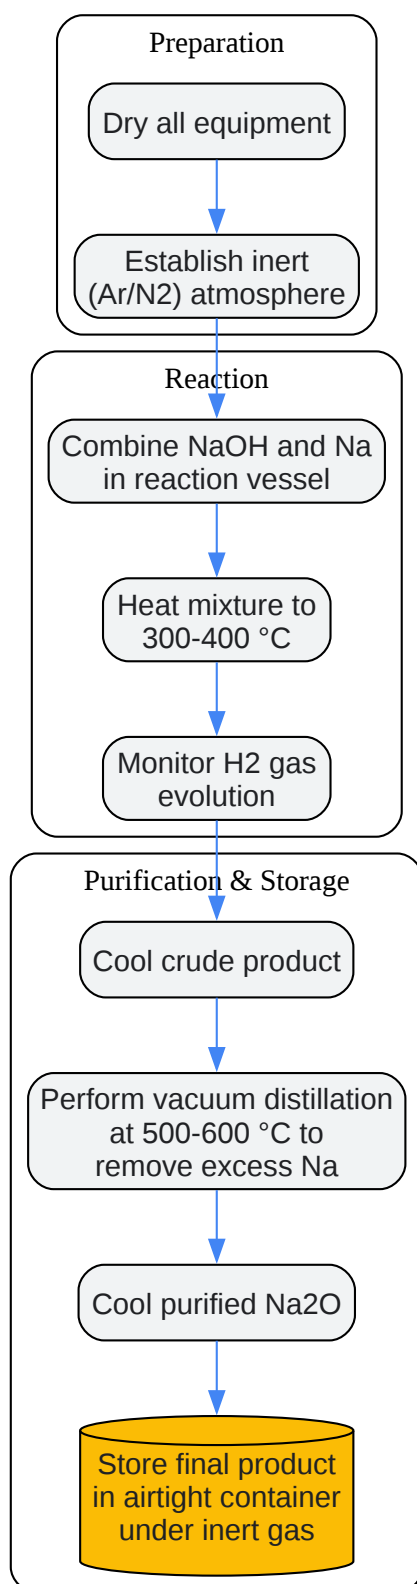 Preparation
Dry all equipment
Establish inert
(Ar/N2) atmosphere
Reaction
Combine NaOH and Na
in reaction vessel
Heat mixture to
300-400 °C
Monitor H2 gas
evolution
Purification & Storage
Cool crude product
Perform vacuum distillation
at 500-600 °C to
remove excess Na
Cool purified Na2O
Store final product
in airtight container
under inert gas